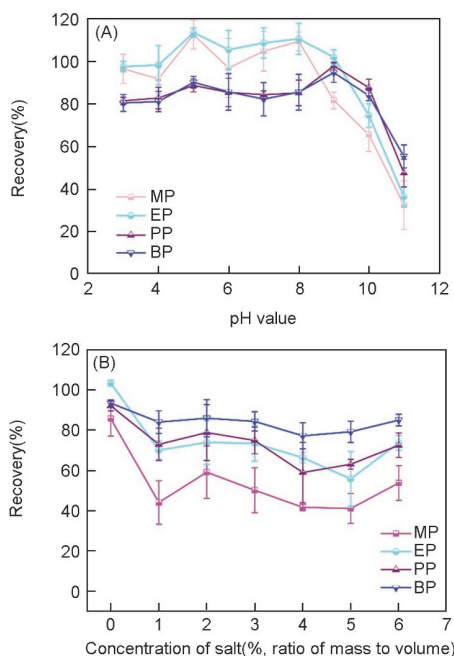 (A)
120
100
80
60
40
20
0
Recovery(%)
MP
EP
PP
BP
2 4 6 8 10 12
pH value
(B)
120
100
80
60
40
20
0
Recovery(%)
MP
EP
PP
BP
0 1 2 3 4 5 6 7
Concentration of salt(%, ratio of mass to volume)